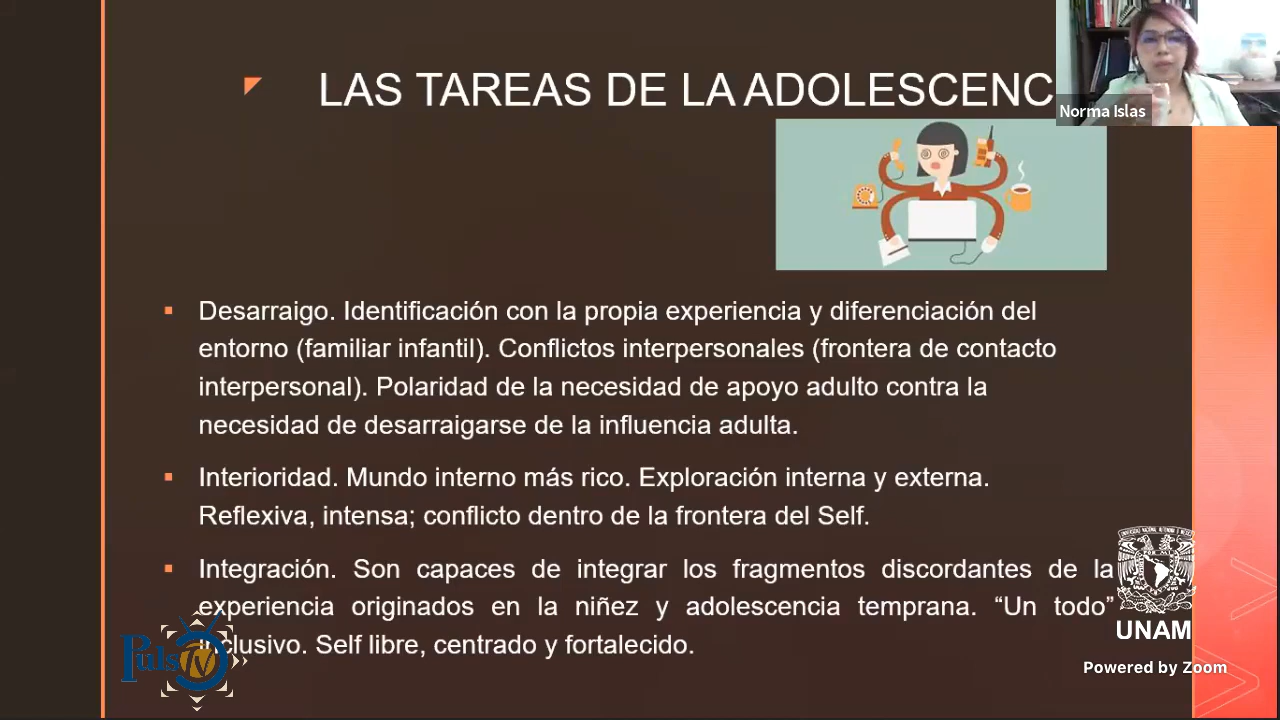 LAS TAREAS DE LA ADOLESCENC
Norma Islas
Desarraigo. Identificación con la propia experiencia y diferenciación del
entorno (familiar infantil). Conflictos interpersonales (frontera de contacto
interpersonal). Polaridad de la necesidad de apoyo adulto contra la
necesidad de desarraigarse de la influencia adulta.
Interioridad. Mundo interno más rico. Exploración interna y externa.
Reflexiva, intensa; conflicto dentro de la frontera del Self.
Integración. Son capaces de integrar los fragmentos discordantes de la
experiencia originados en la niñez y adolescencia temprana. “Un todo”
inclusivo. Self libre, centrado y fortalecido.
Puls TV
UNAM
Powered by Zoom